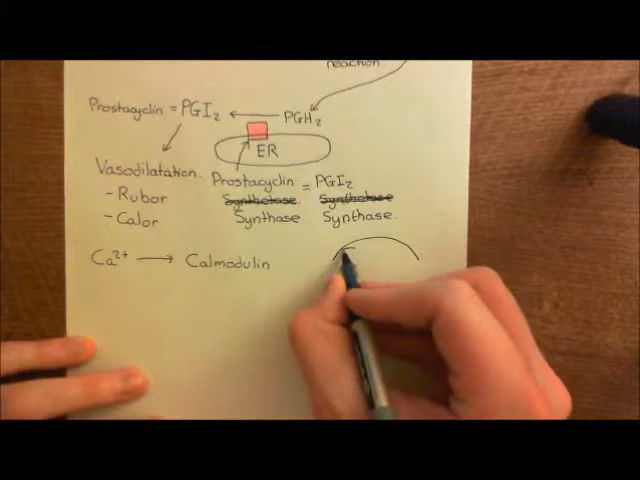 reaction.
Prostacyclin = PGI2 ← PGH2
ER
Vasodilatation.
- Rubor
- Calor
Prostacyclin = PGI2
Synthetase Synthetase
Synthase Synthase.
Ca2+ → Calmodulin